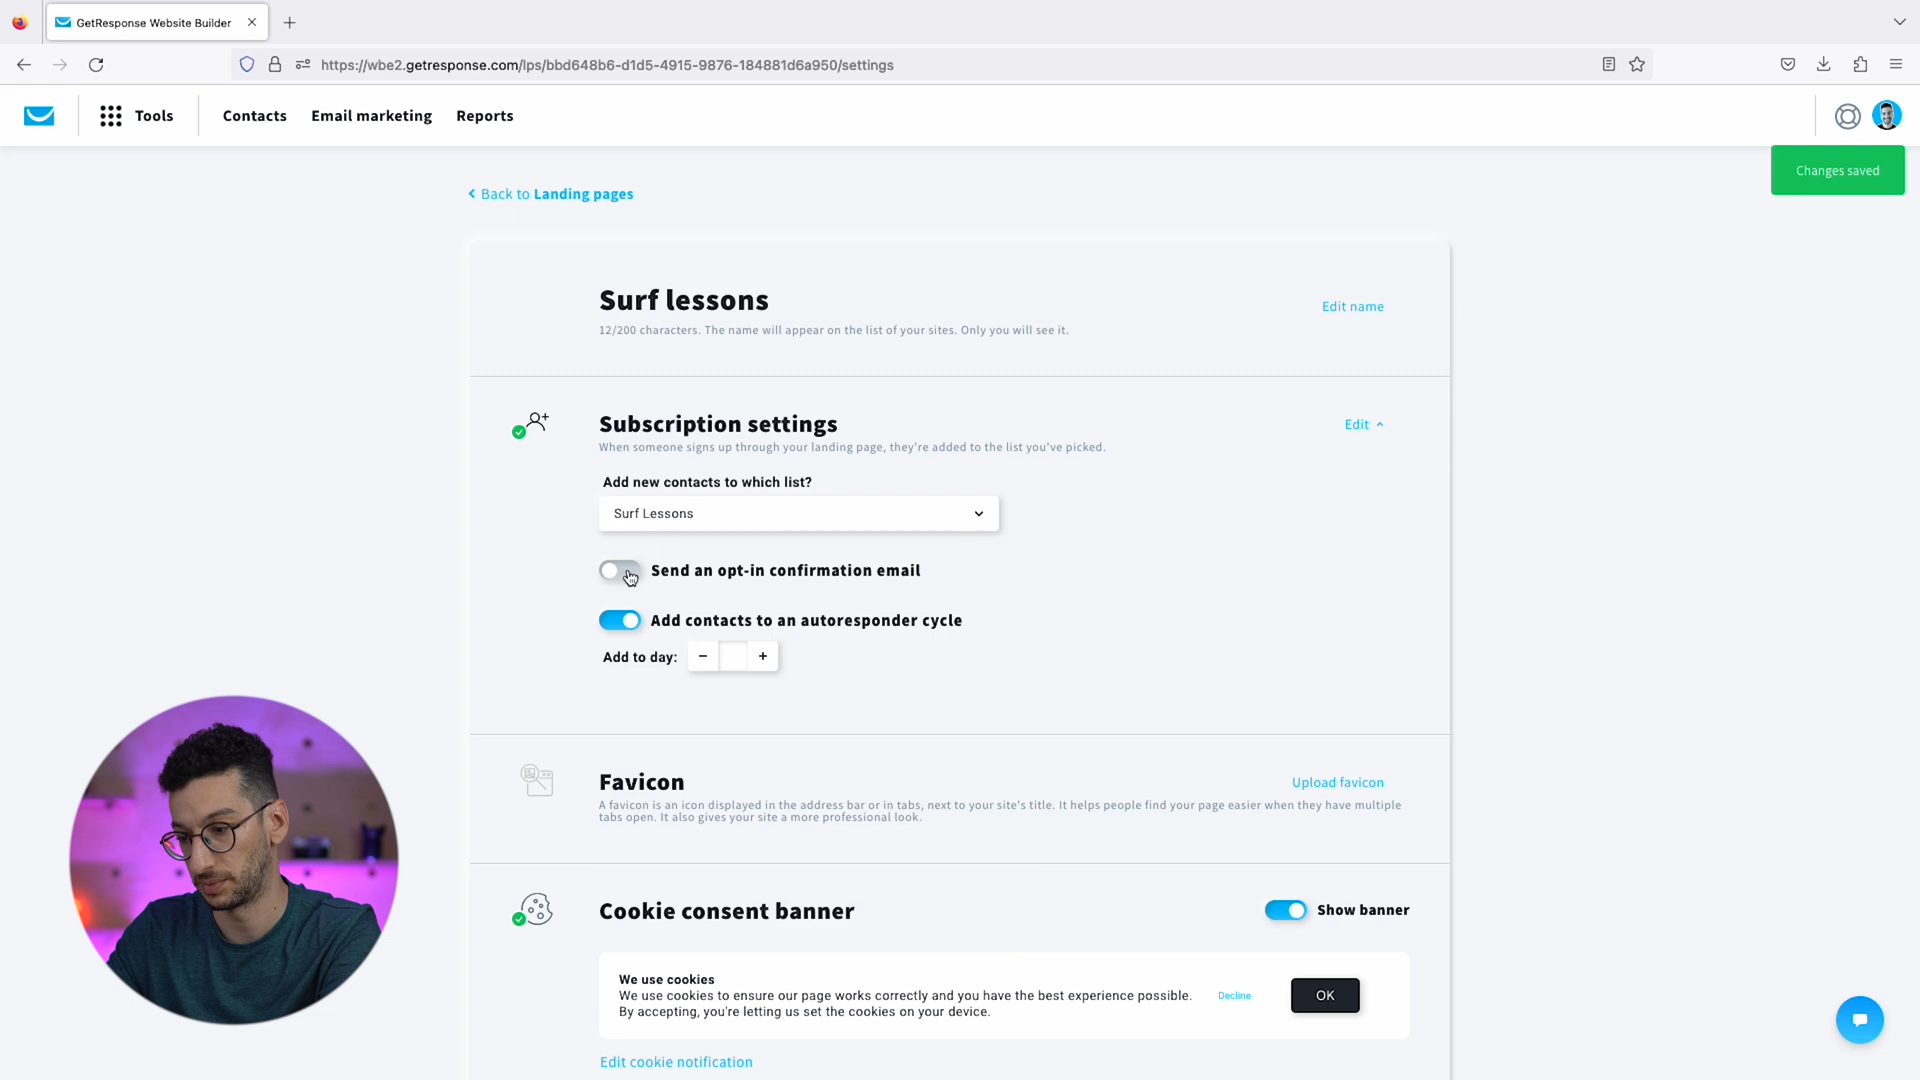 GetResponse Website Builder
https://wbe2.getresponse.com/lps/bbd648b6-d1d5-4915-9876-184881d6a950/settings
Tools
Contacts
Email marketing
Reports
Changes saved
Back to Landing pages
Surf lessons
Edit name
12/200 characters. The name will appear on the list of your sites. Only you will see it.
Subscription settings
Edit
When someone signs up through your landing page, they're added to the list you've picked.
Add new contacts to which list?
Surf Lessons
Send an opt-in confirmation email
Add contacts to an autoresponder cycle
Add to day:
Favicon
Upload favicon
A favicon is an icon displayed in the address bar or in tabs, next to your site's title. It helps people find your page easier when they have multiple
tabs open. It also gives your site a more professional look.
Cookie consent banner
Show banner
We use cookies
We use cookies to ensure our page works correctly and you have the best experience possible.
By accepting, you're letting us set the cookies on your device.
Decline
OK
Edit cookie notification